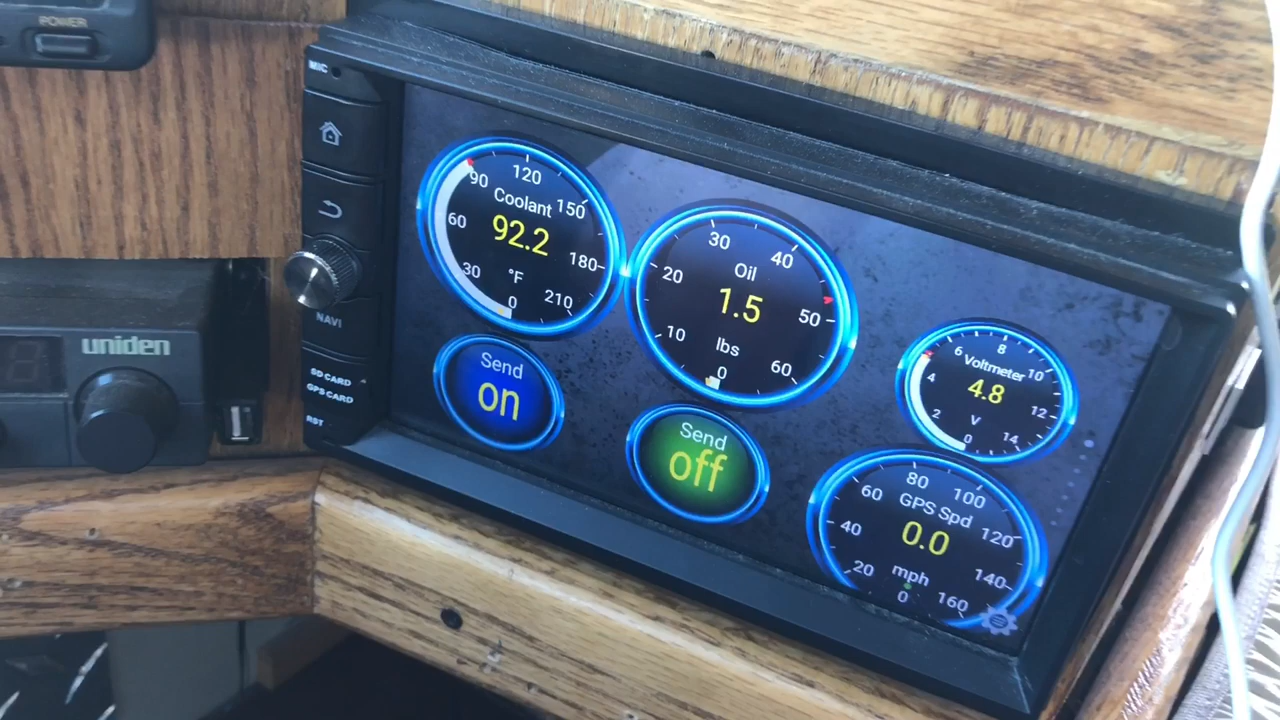 POWER
MIC
NAVI
SD CARD
GPS CARD
RST
uniden
120
90
150
Coolant
60
92.2
180
30
°F
210
0
30
40
Oil
20
1.5
50
10
lbs
60
0
8
6
Voltmeter
10
4
4.8
12
2
V
14
0
Send
on
Send
off
80
100
60
GPS Spd
120
40
0.0
140
20
mph
160
0